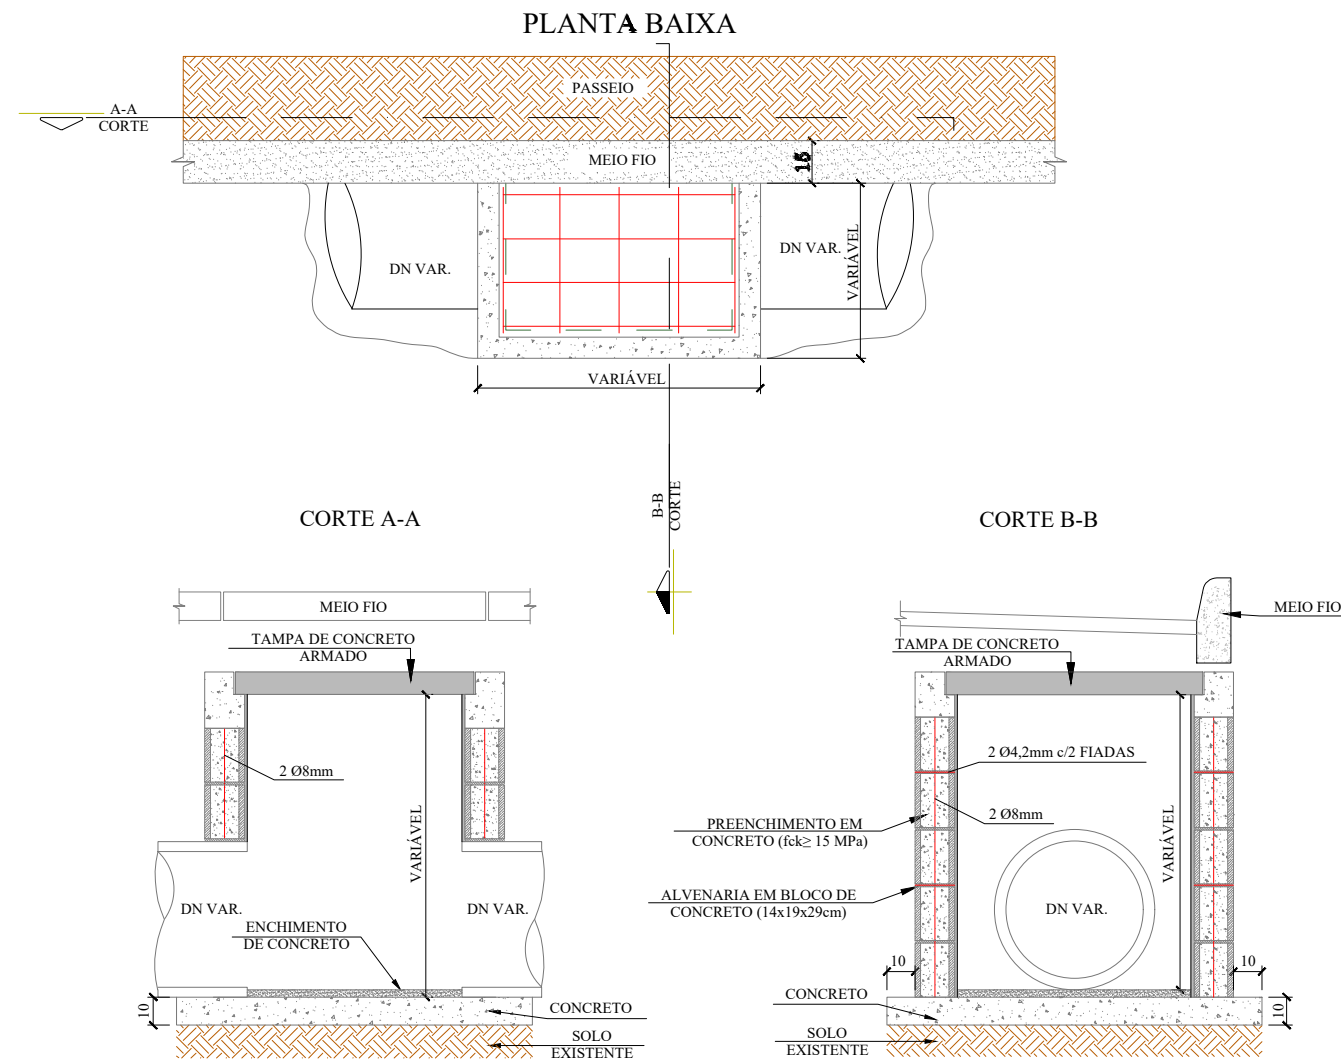 PLANTA BAIXA
PASSEIO
A-A
CORTE
MEIO FIO
DN VAR.
DN VAR.
VARIÁVEL
VARIÁVEL
B-B
CORTE
CORTE A-A
MEIO FIO
TAMPA DE CONCRETO
ARMADO
2 Ø8mm
VARIÁVEL
DN VAR.
DN VAR.
ENCHIMENTO
DE CONCRETO
10
CONCRETO
SOLO
EXISTENTE
CORTE B-B
MEIO FIO
TAMPA DE CONCRETO
ARMADO
2 Ø4,2mm c/2 FIADAS
2 Ø8mm
PREENCHIMENTO EM
CONCRETO (fck≥ 15 MPa)
VARIÁVEL
ALVENARIA EM BLOCO DE
CONCRETO (14x19x29cm)
DN VAR.
10
10
CONCRETO
10
SOLO
EXISTENTE